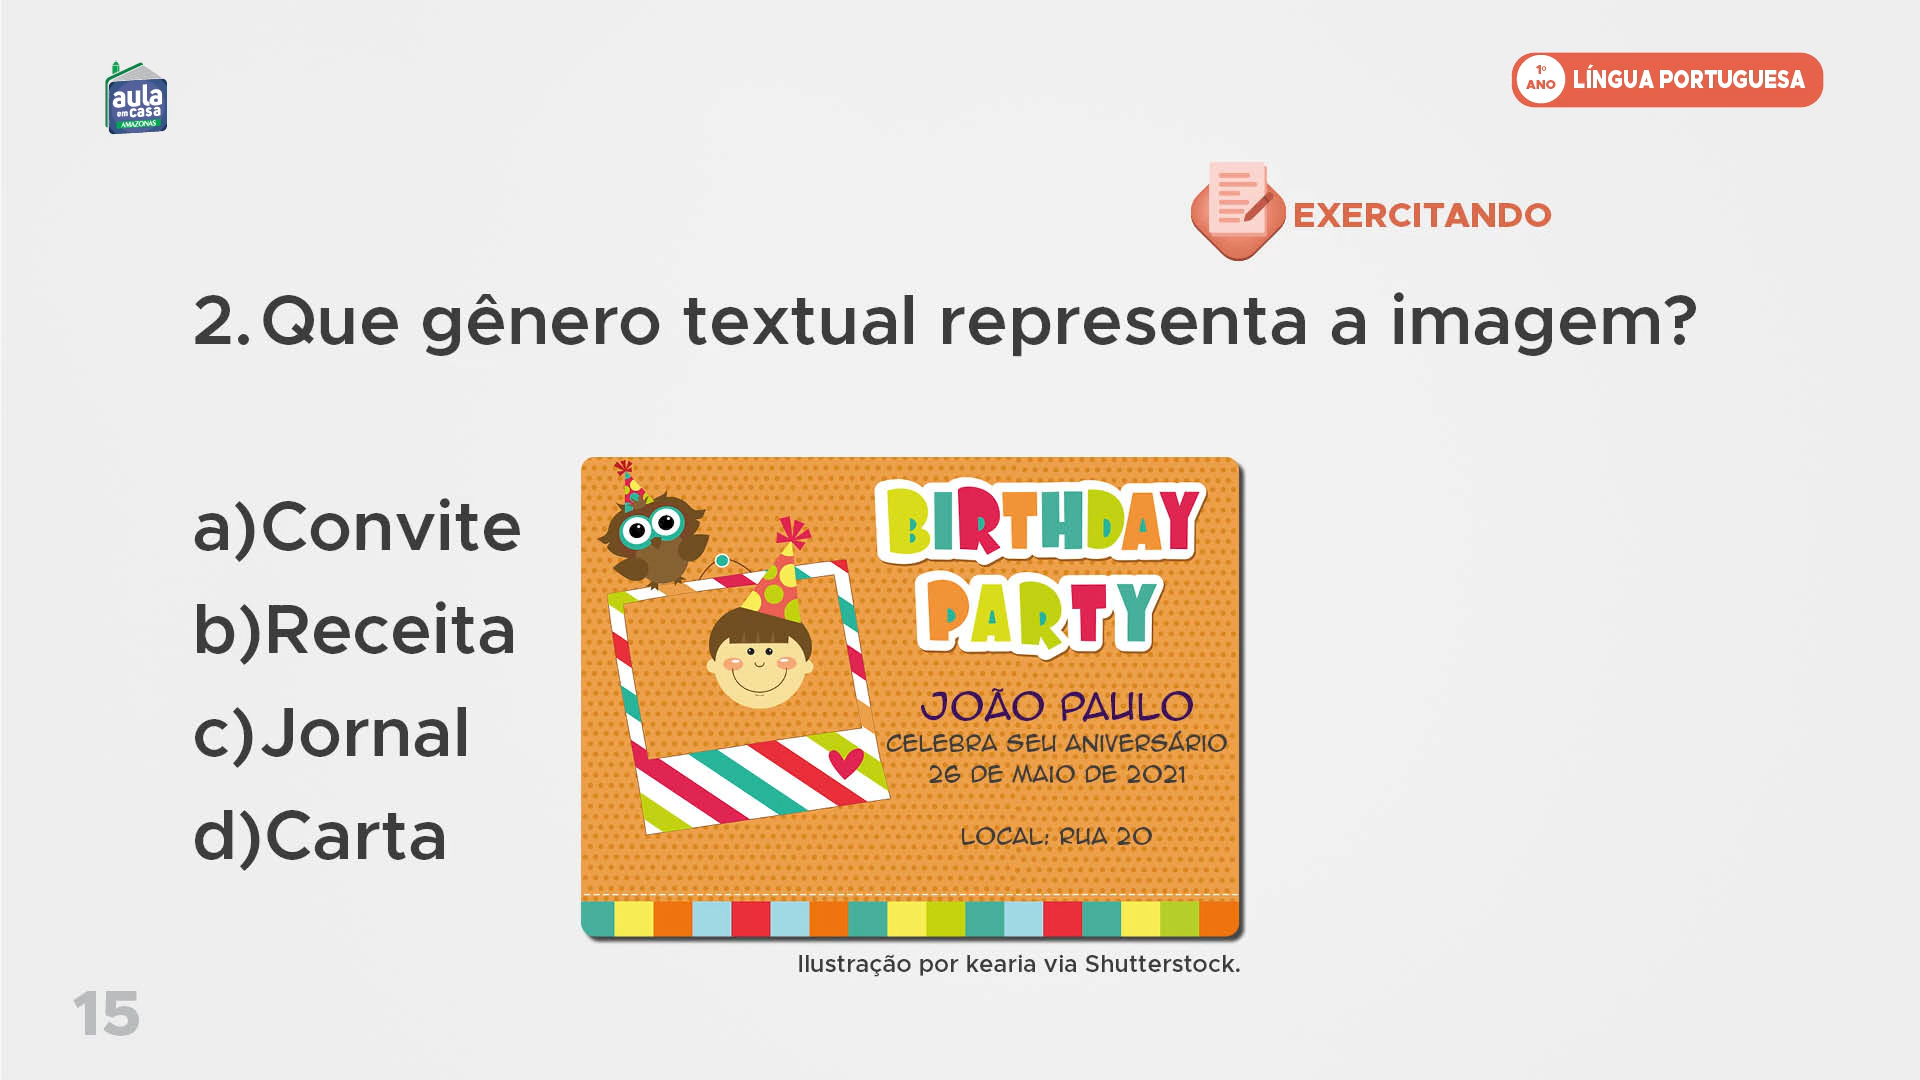 aula
em casa
AMAZONAS
1º
ANO
LÍNGUA PORTUGUESA
EXERCITANDO
2. Que gênero textual representa a imagem?
a) Convite
b) Receita
c) Jornal
d) Carta
BIRTHDAY
PARTY
JOÃO PAULO
CELEBRA SEU ANIVERSÁRIO
26 DE MAIO DE 2021
LOCAL: RUA 20
Ilustração por kearia via Shutterstock.
15